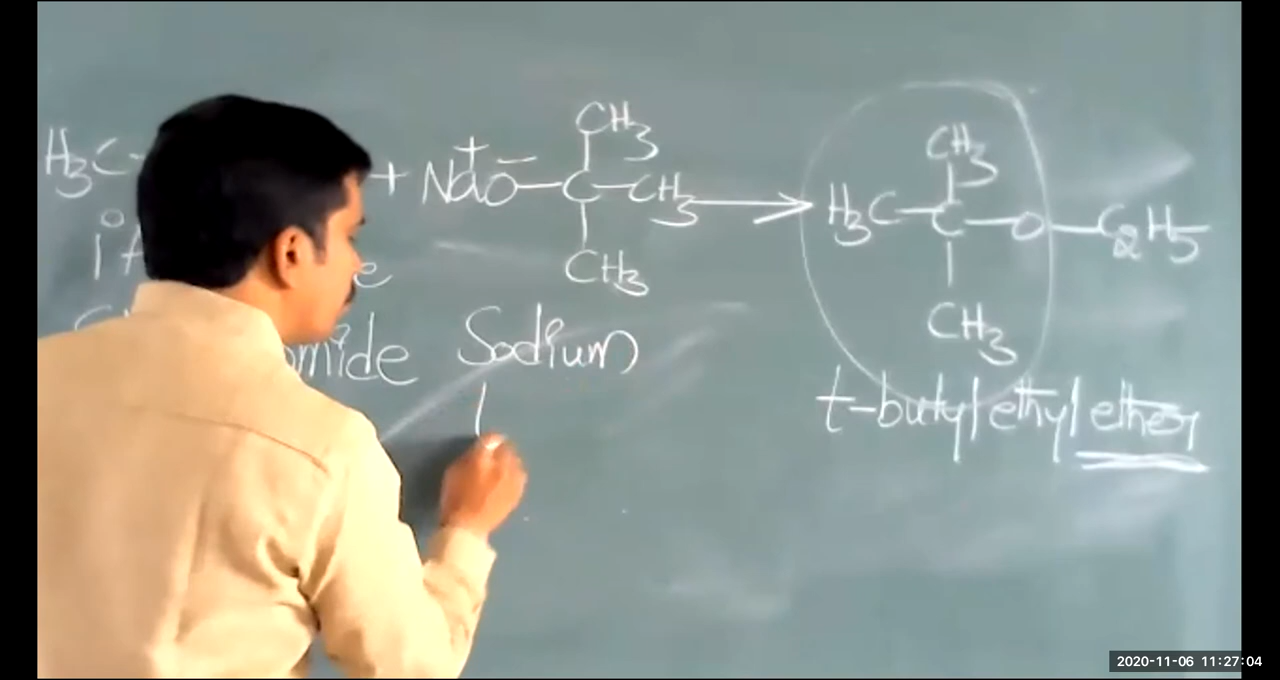 CH3 CH3
H3C + Na+O-–C–CH3 → H3C–C–O–C2H5
CH3 CH3
omide Sodium
t-butyl ethyl ether
2020-11-06 11:27:04